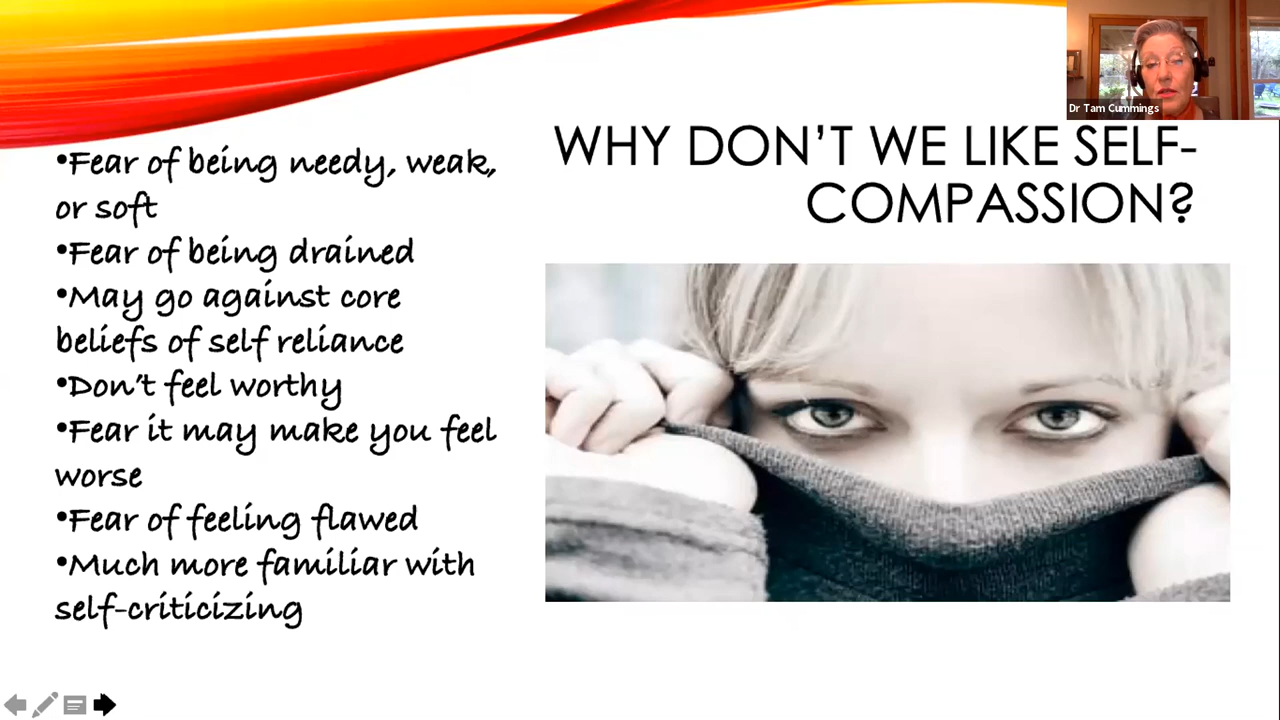 Dr Tam Cummings
WHY DON’T WE LIKE SELF-
COMPASSION?
•Fear of being needy, weak,
or soft
•Fear of being drained
•May go against core
beliefs of self reliance
•Don’t feel worthy
•Fear it may make you feel
worse
•Fear of feeling flawed
•Much more familiar with
self-criticizing